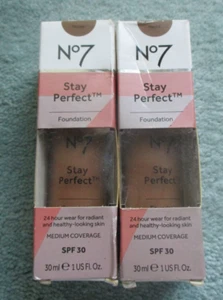 No7
Stay
Perfect™
Foundation
Stay
Perfect™
24 hour wear for radiant
and healthy-looking skin
MEDIUM COVERAGE
SPF 30
30ml e 1 US Fl. Oz.
No7
Stay
Perfect™
Foundation
Stay
Perfect™
24 hour wear for radiant
and healthy-looking skin
MEDIUM COVERAGE
SPF 30
30ml e 1 US Fl. Oz.